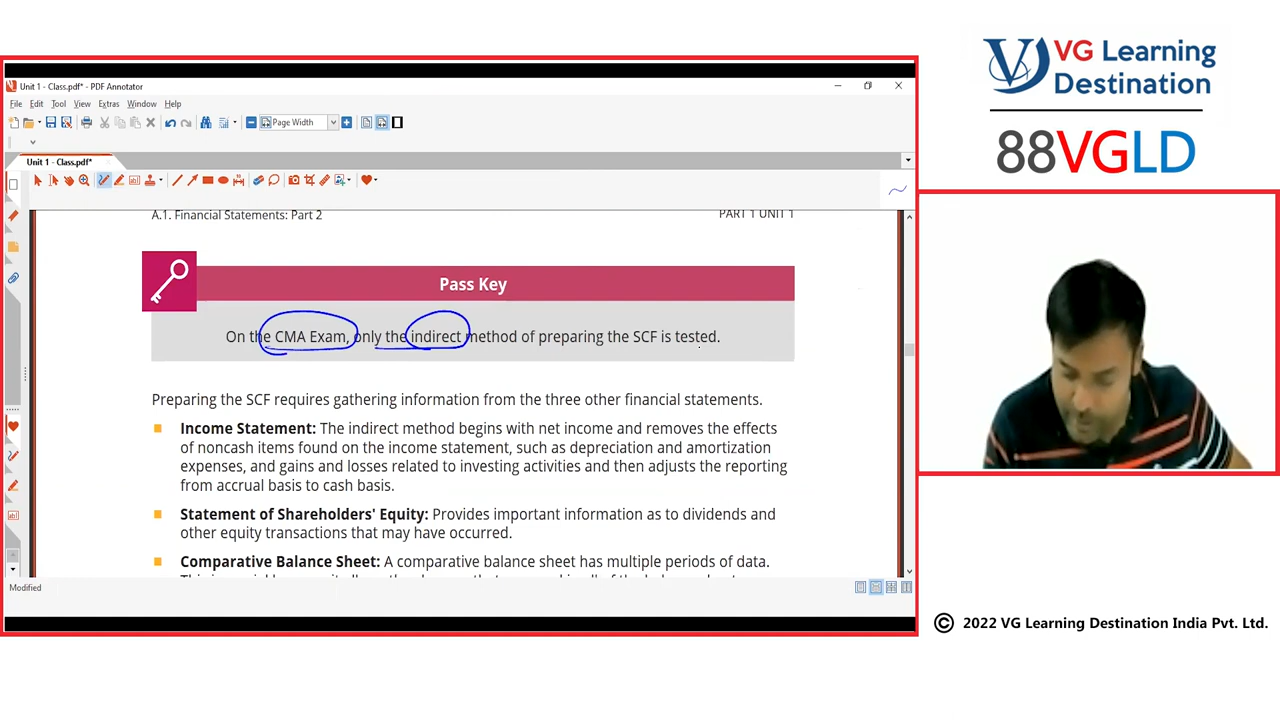 VG Learning
Destination
88VGLD
Unit 1 - Class.pdf* - PDF Annotator
File Edit Tool View Extras Window Help
Page Width
Unit 1 - Class.pdf*
A.1. Financial Statements: Part 2 PART 1 UNIT 1
Pass Key
On the CMA Exam, only the indirect method of preparing the SCF is tested.
Preparing the SCF requires gathering information from the three other financial statements.
Income Statement: The indirect method begins with net income and removes the effects
of noncash items found on the income statement, such as depreciation and amortization
expenses, and gains and losses related to investing activities and then adjusts the reporting
from accrual basis to cash basis.
Statement of Shareholders' Equity: Provides important information as to dividends and
other equity transactions that may have occurred.
Comparative Balance Sheet: A comparative balance sheet has multiple periods of data.
Modified
© 2022 VG Learning Destination India Pvt. Ltd.